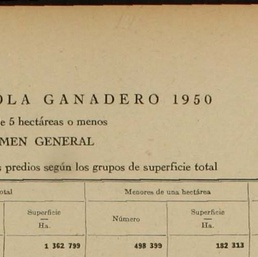 OLA GANADERO 1950
e 5 hectáreas o menos
MEN GENERAL
predios según los grupos de superficie total
otal Menores de una hectárea
Superficie Número Superficie
Ha. Ha.
1 362 799 498 399 182 313